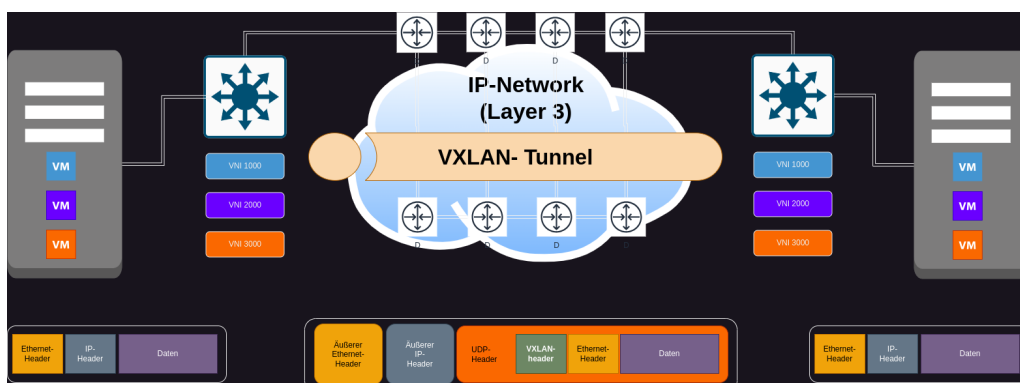 D
D
IP-Network
(Layer 3)
VXLAN- Tunnel
VM
VM
VM
VNI 1000
VNI 2000
VNI 3000
D
D
D
D
VNI 1000
VNI 2000
VNI 3000
VM
VM
VM
Ethernet-
Header
IP-
Header
Daten
Äußerer
Ethernet-
Header
Äußerer
IP-
Header
UDP-
Header
VXLAN-
header
Ethernet-
Header
Daten
Ethernet-
Header
IP-
Header
Daten